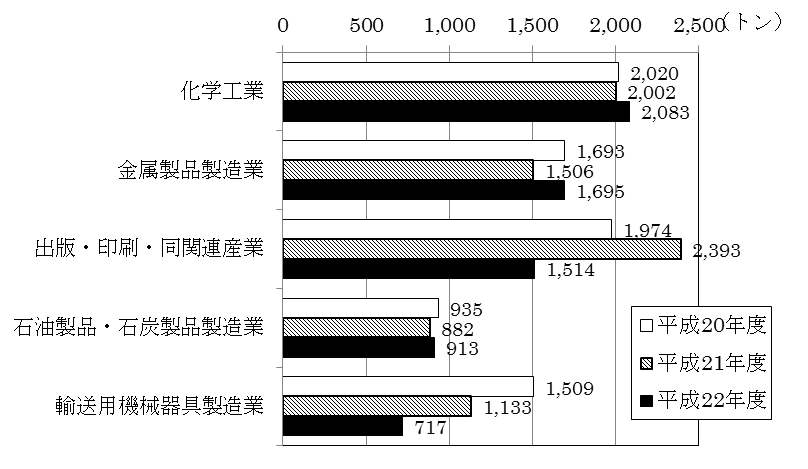 0 500 1,000 1,500 2,000 2,500 (トン)
化学工業
2,020
2,002
2,083
金属製品製造業
1,693
1,506
1,695
出版・印刷・同関連産業
1,974
2,393
1,514
石油製品・石炭製品製造業
935
882
913
輸送用機械器具製造業
1,509
1,133
717
平成20年度
平成21年度
平成22年度